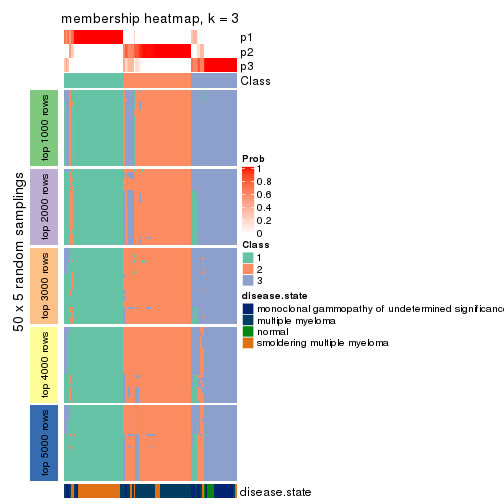 membership heatmap, k = 3
p1
p2
p3
Class
50 x 5 random samplings
top 1000 rows
top 2000 rows
top 3000 rows
top 4000 rows
top 5000 rows
Prob
1
0.8
0.6
0.4
0.2
0
Class
1
2
3
disease.state
monoclonal gammopathy of undetermined significance
multiple myeloma
normal
smoldering multiple myeloma
disease.state